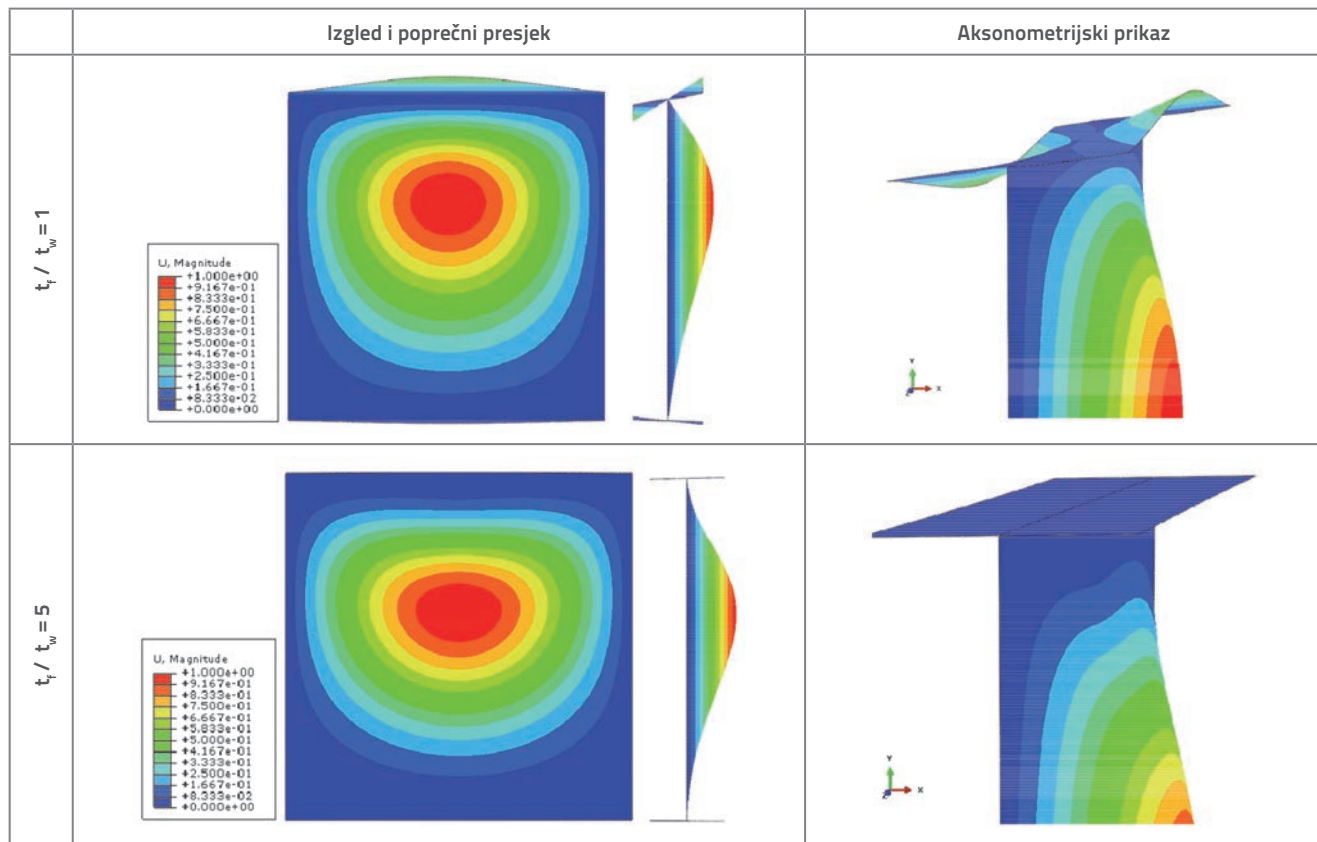 Izgled i poprečni presjek
Aksonometrijski prikaz
t_f / t_w = 1
U, Magnitude
+1.000e+00
+9.167e-01
+8.333e-01
+7.500e-01
+6.667e-01
+5.833e-01
+5.000e-01
+4.167e-01
+3.333e-01
+2.500e-01
+1.667e-01
+8.333e-02
+0.000e+00
Y
X
Z
t_f / t_w = 5
U, Magnitude
+1.000e+00
+9.167e-01
+8.333e-01
+7.500e-01
+6.667e-01
+5.833e-01
+5.000e-01
+4.167e-01
+3.333e-01
+2.500e-01
+1.667e-01
+8.333e-02
+0.000e+00
Y
X
Z